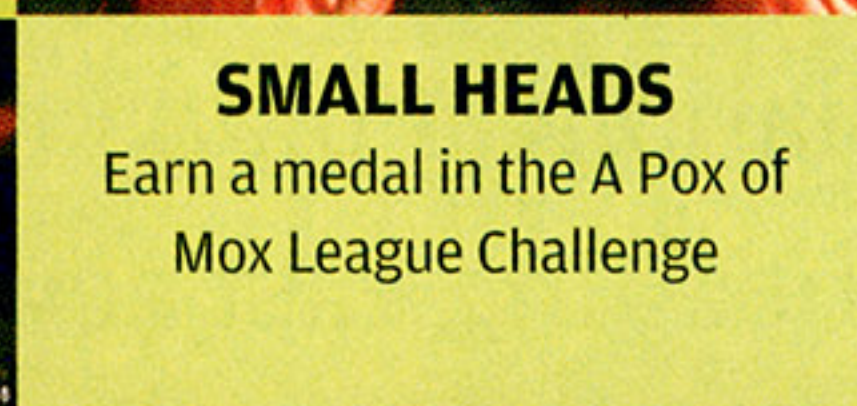 SMALL HEADS
Earn a medal in the A Pox of
Mox League Challenge